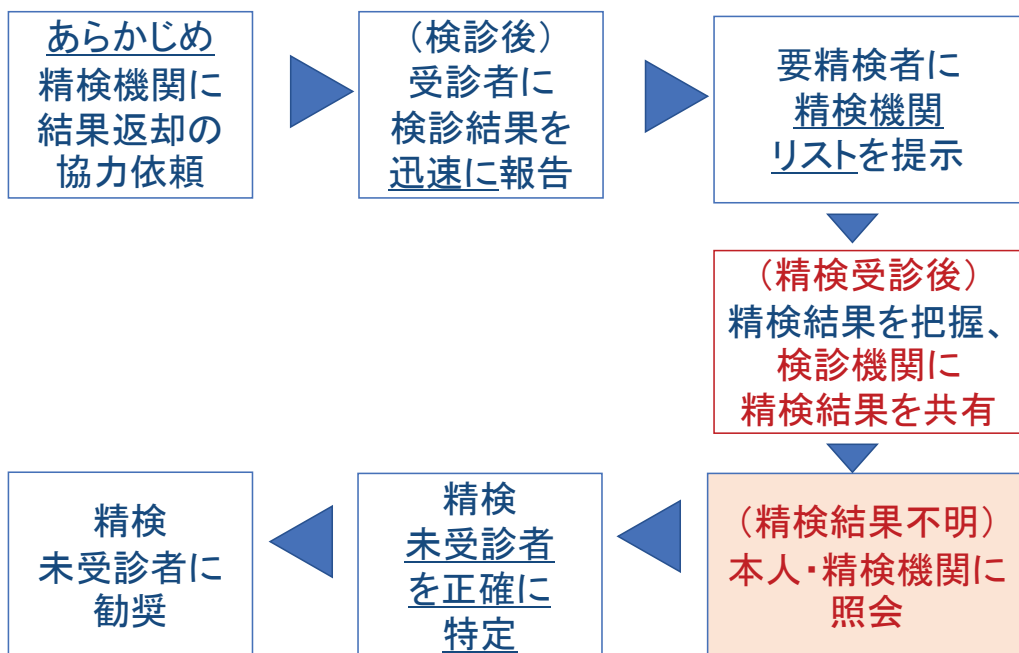 あらかじめ
精検機関に
結果返却の
協力依頼
（検診後）
受診者に
検診結果を
迅速に報告
要精検者に
精検機関
リストを提示
（精検受診後）
精検結果を把握、
検診機関に
精検結果を共有
（精検結果不明）
本人・精検機関に
照会
精検
未受診者
を正確に
特定
精検
未受診者に
勧奨